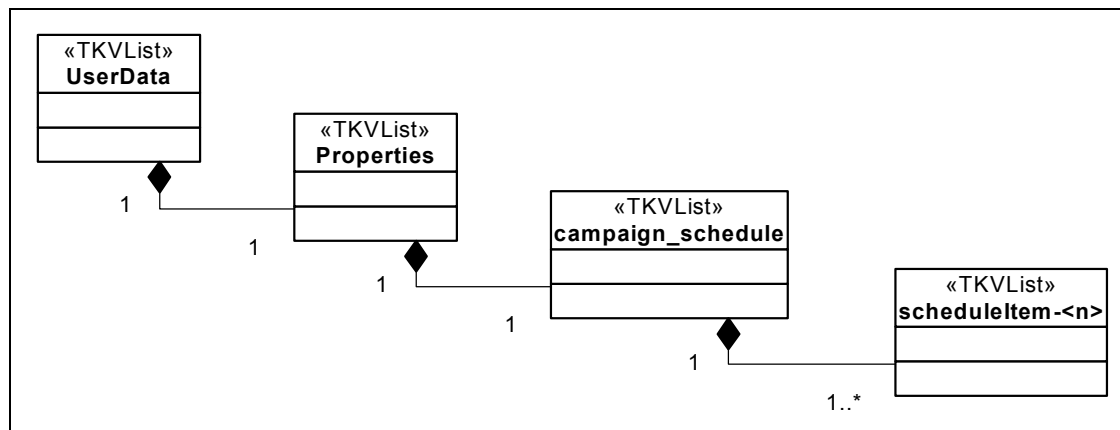 «TKVList»
UserData
«TKVList»
Properties
1
1
«TKVList»
campaign_schedule
1
1
«TKVList»
scheduleItem-<n>
1
1..*